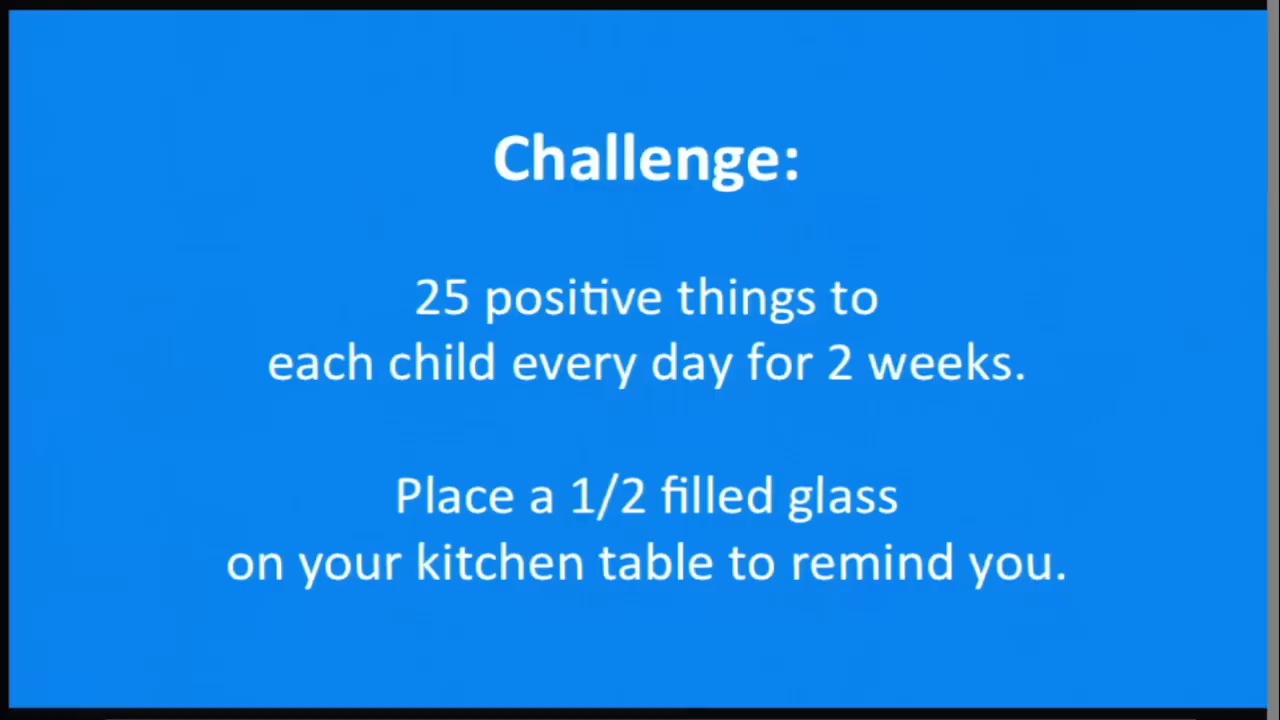 Challenge:
25 positive things to
each child every day for 2 weeks.
Place a 1/2 filled glass
on your kitchen table to remind you.